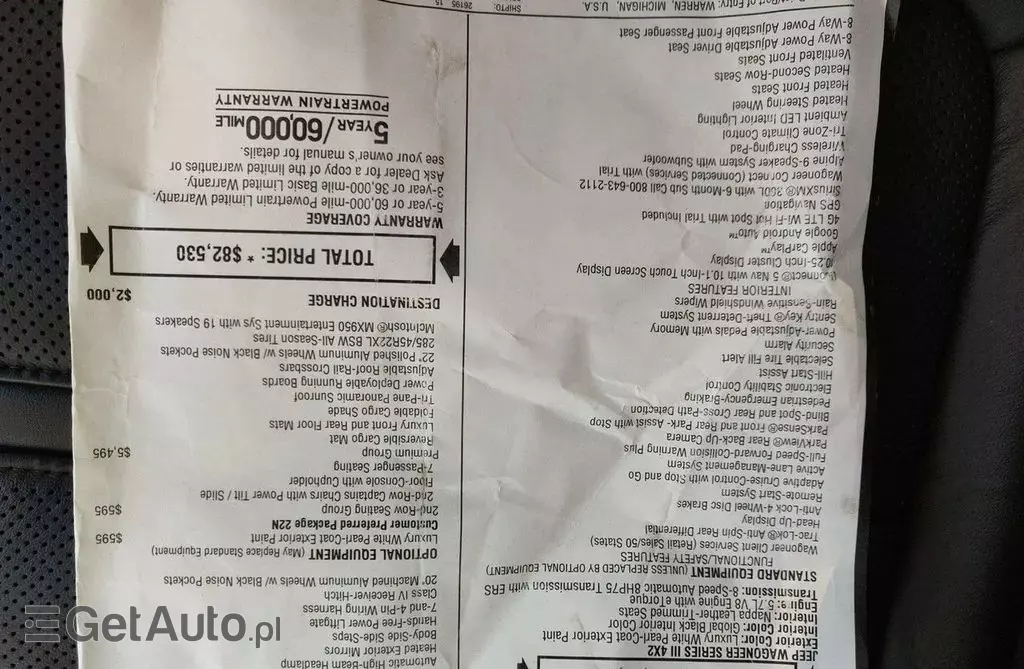 JEEP WAGONEER SERIES III 4X2
Exterior Color: Luxury White Pearl-Coat Exterior Paint
Interior Color: Global Black Interior Color
Interior: Nappa Leather-Trimmed Seats
Engine: 5.7L V8 Engine with eTorque
Transmission: 8-Speed Automatic 8HP75 Transmission with ERS
STANDARD EQUIPMENT (UNLESS REPLACED BY OPTIONAL EQUIPMENT)
FUNCTIONAL/SAFETY FEATURES
Wagoneer Client Services (Retail Sales/50 States)
Trac-Lok® Anti-Spin Rear Differential
Head-Up Display
Anti-Lock 4-Wheel Disc Brakes
Remote-Start System
Adaptive Cruise-Control with Stop and Go
Active Lane-Management System
Full-Speed Forward-Collision Warning Plus
ParkView® Rear Back-Up Camera
ParkSense® Front and Rear Park- Assist with Stop
Blind-Spot and Rear Cross-Path Detection
Pedestrian Emergency-Braking
Electronic Stability Control
Hill-Start Assist
Selectable Tire Fill Alert
Security Alarm
Power-Adjustable Pedals with Memory
Sentry Key® Theft-Deterrent System
Rain-Sensitive Windshield Wipers
INTERIOR FEATURES
Uconnect® 5 Nav with 10.1-Inch Touch Screen Display
10.25-Inch Cluster Display
Apple CarPlay™
Google Android Auto™
4G LTE Wi-Fi Hot Spot with Trial Included
GPS Navigation
SiriusXM® 360L with 6-Month Sub Call 800-643-2112
Wagoneer Connect (Connected Services) with Trial
Alpine 9-Speaker System with Subwoofer
Wireless Charging-Pad
Tri-Zone Climate Control
Ambient LED Interior Lighting
Heated Steering Wheel
Heated Front Seats
Heated Second-Row Seats
Ventilated Front Seats
8-Way Power Adjustable Driver Seat
8-Way Power Adjustable Front Passenger Seat
Port of Entry: WARREN, MICHIGAN, U.S.A.
Automatic High-Beam Headlamp
Heated Exterior Mirrors
Body-Side Side-Steps
Hands-Free Power Liftgate
7-and 4-Pin Wiring Harness
Class IV Receiver-Hitch
20" Machined Aluminum Wheels w/ Black Noise Pockets
OPTIONAL EQUIPMENT (May Replace Standard Equipment)
Luxury White Pearl-Coat Exterior Paint $595
Customer Preferred Package 22N
2nd-Row Seating Group $595
2nd-Row Captains Chairs with Power Tilt / Slide
Floor-Console with Cupholder
7-Passenger Seating
Premium Group $5,495
Reversible Cargo Mat
Luxury Front and Rear Floor Mats
Foldable Cargo Shade
Tri-Pane Panoramic Sunroof
Power Deployable Running Boards
Adjustable Roof-Rail Crossbars
22" Polished Aluminum Wheels w/ Black Noise Pockets
285/45R22XL BSW All-Season Tires
McIntosh® MX950 Entertainment Sys with 19 Speakers
DESTINATION CHARGE $2,000
TOTAL PRICE: * $82,530
WARRANTY COVERAGE
5-year or 60,000-mile Powertrain Limited Warranty.
3-year or 36,000-mile Basic Limited Warranty.
Ask Dealer for a copy of the limited warranties or
see your owner's manual for details.
5YEAR/60,000MILE
POWERTRAIN WARRANTY
SHIPTO:
26195 15
GetAuto.pl